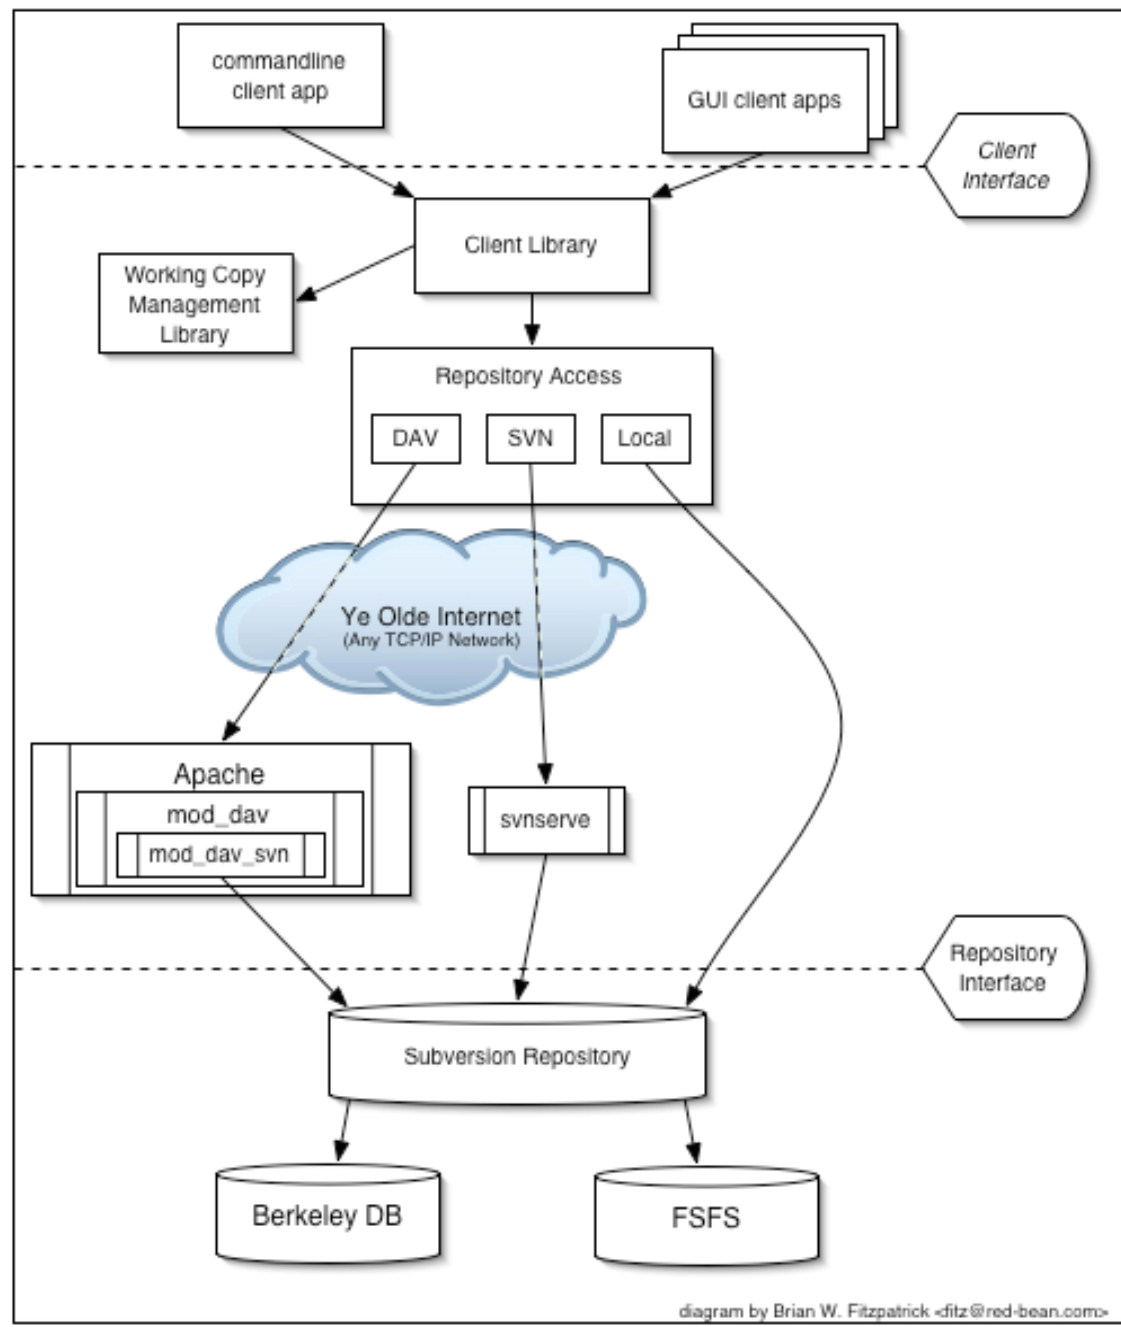 commandline
client app
GUI client apps
Client
Interface
Client Library
Working Copy
Management
Library
Repository Access
DAV
SVN
Local
Ye Olde Internet
(Any TCP/IP Network)
Apache
mod_dav
mod_dav_svn
svnserve
Repository
Interface
Subversion Repository
Berkeley DB
FSFS
diagram by Brian W. Fitzpatrick <fitz@red-bean.com>